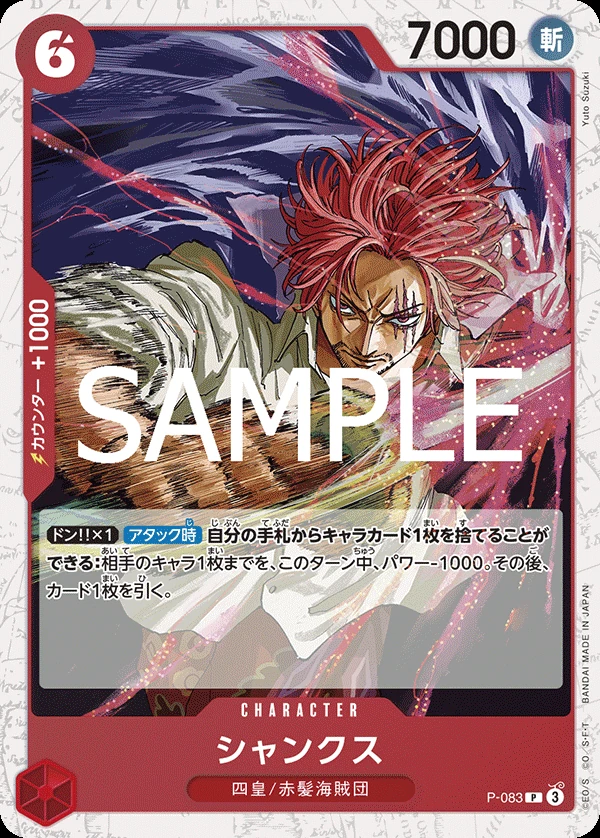 6
7000
斬
Yuto Suzuki
カウンター +1000
SAMPLE
ドン!!×1 アタック時 自分の手札からキャラカード1枚を捨てることが
できる：相手のキャラ1枚までを、このターン中、パワー-1000。その後、
カード1枚を引く。
CHARACTER
シャンクス
四皇/赤髪海賊団
P-083 P 3
©E.O./S. ©O./S・F・T BANDAI MADE IN JAPAN